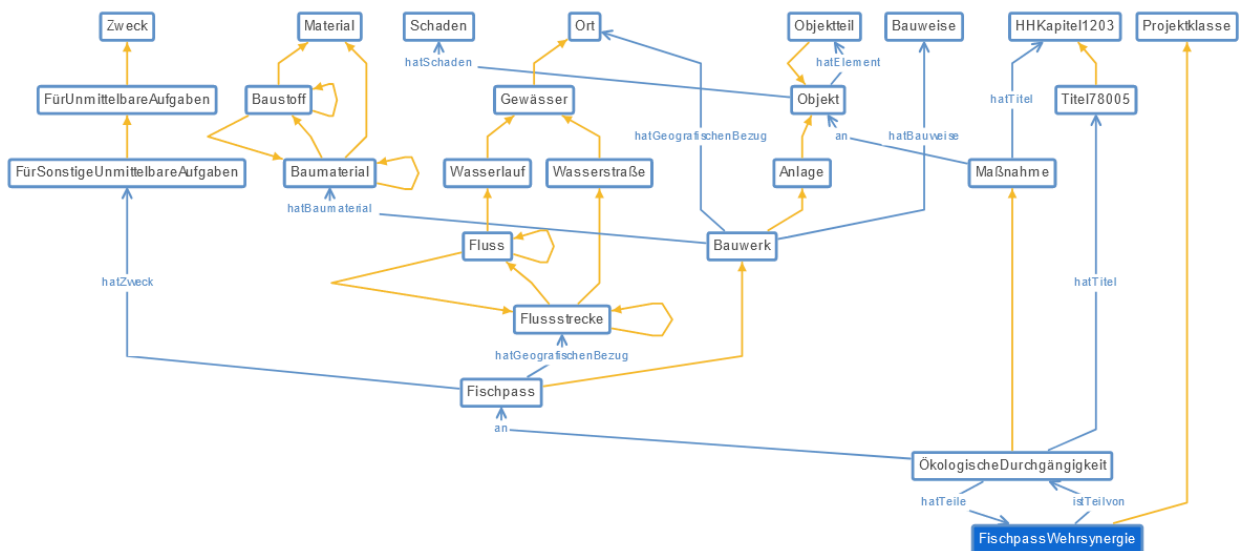 Zweck
Material
Schaden
Ort
Objektteil
Bauweise
HHKapitel1203
Projektklasse
hatSchaden
hatElement
FürUnmittelbareAufgaben
Baustoff
Gewässer
Objekt
hatTitel
Titel78005
hatGeografischenBezug
an
hatBauweise
FürSonstigeUnmittelbareAufgaben
Baumaterial
Wasserlauf
Wasserstraße
Anlage
Maßnahme
hatBaumaterial
Fluss
Bauwerk
hatZweck
hatTitel
Flussstrecke
hatGeografischenBezug
Fischpass
an
ÖkologischeDurchgängigkeit
hatTeile
istTeilvon
FischpassWehrsynergie